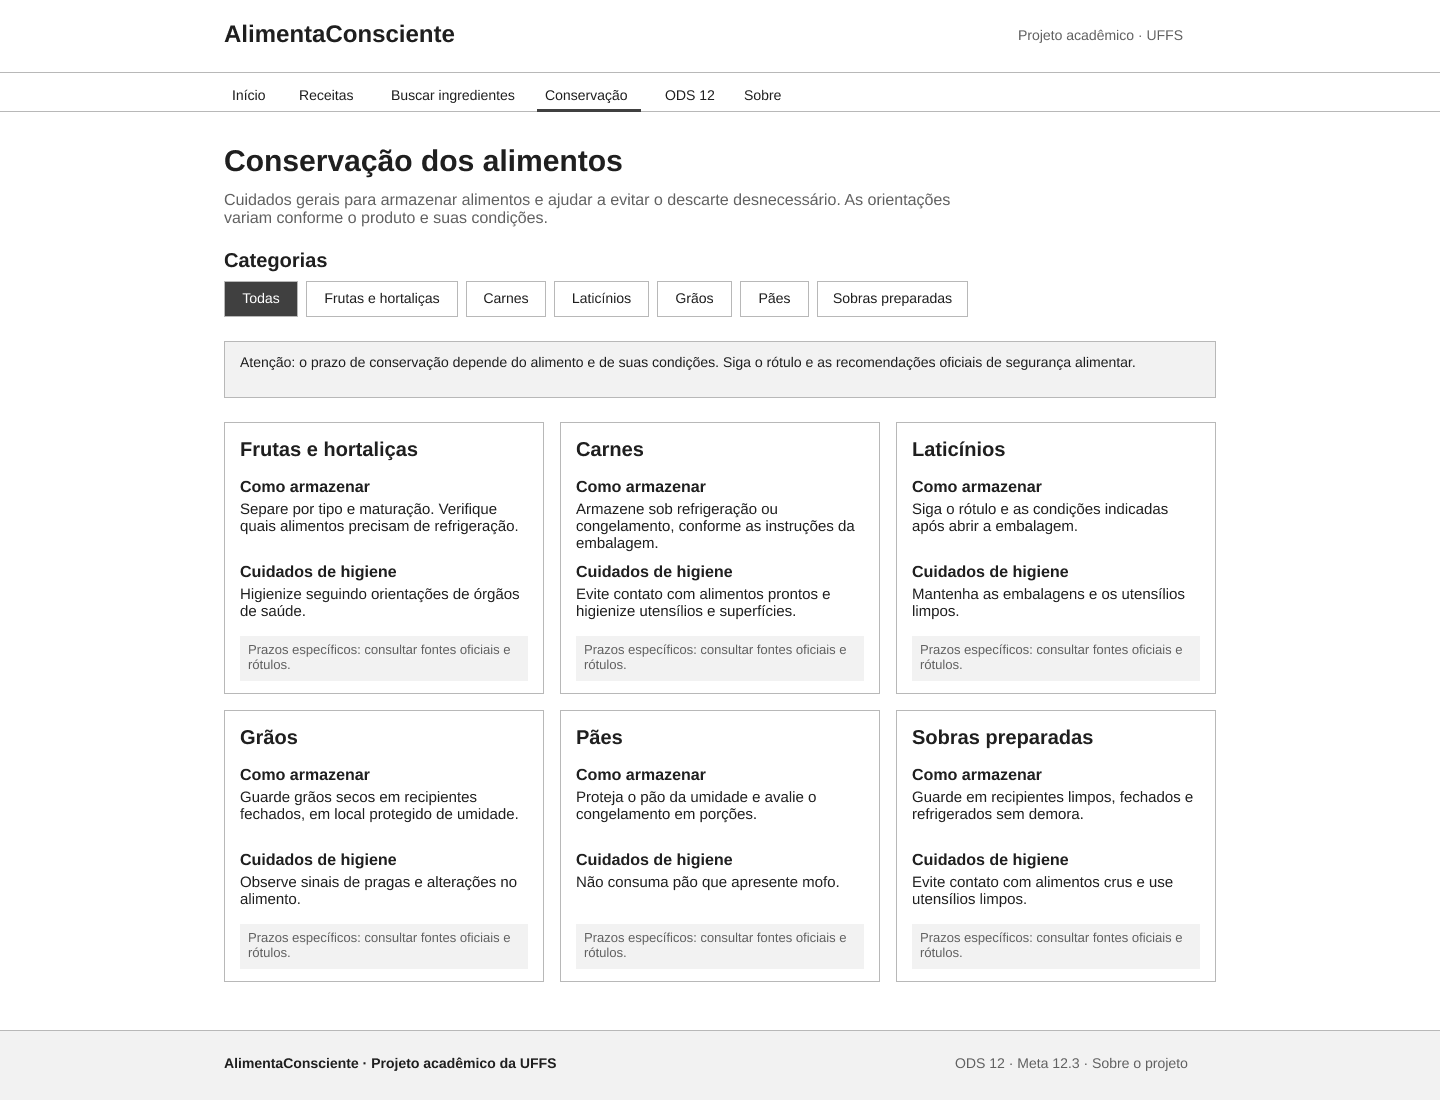 AlimentaConsciente
Projeto acadêmico · UFFS
Início
Receitas
Buscar ingredientes
Conservação
ODS 12
Sobre
Conservação dos alimentos
Cuidados gerais para armazenar alimentos e ajudar a evitar o descarte desnecessário. As orientações
variam conforme o produto e suas condições.
Categorias
Todas
Frutas e hortaliças
Carnes
Laticínios
Grãos
Pães
Sobras preparadas
Atenção: o prazo de conservação depende do alimento e de suas condições. Siga o rótulo e as recomendações oficiais de segurança alimentar.
Frutas e hortaliças
Como armazenar
Separe por tipo e maturação. Verifique
quais alimentos precisam de refrigeração.
Cuidados de higiene
Higienize seguindo orientações de órgãos
de saúde.
Prazos específicos: consultar fontes oficiais e
rótulos.
Carnes
Como armazenar
Armazene sob refrigeração ou
congelamento, conforme as instruções da
embalagem.
Cuidados de higiene
Evite contato com alimentos prontos e
higienize utensílios e superfícies.
Prazos específicos: consultar fontes oficiais e
rótulos.
Laticínios
Como armazenar
Siga o rótulo e as condições indicadas
após abrir a embalagem.
Cuidados de higiene
Mantenha as embalagens e os utensílios
limpos.
Prazos específicos: consultar fontes oficiais e
rótulos.
Grãos
Como armazenar
Guarde grãos secos em recipientes
fechados, em local protegido de umidade.
Cuidados de higiene
Observe sinais de pragas e alterações no
alimento.
Prazos específicos: consultar fontes oficiais e
rótulos.
Pães
Como armazenar
Proteja o pão da umidade e avalie o
congelamento em porções.
Cuidados de higiene
Não consuma pão que apresente mofo.
Prazos específicos: consultar fontes oficiais e
rótulos.
Sobras preparadas
Como armazenar
Guarde em recipientes limpos, fechados e
refrigerados sem demora.
Cuidados de higiene
Evite contato com alimentos crus e use
utensílios limpos.
Prazos específicos: consultar fontes oficiais e
rótulos.
AlimentaConsciente · Projeto acadêmico da UFFS
ODS 12 · Meta 12.3 · Sobre o projeto